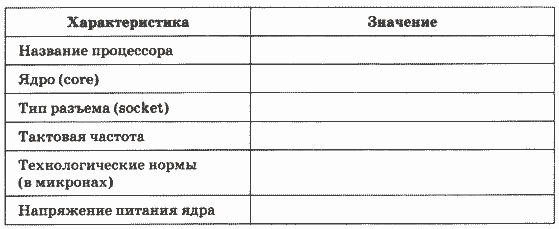 Характеристика Значение
Название процессора
Ядро (core)
Тип разъема (socket)
Тактовая частота
Технологические нормы
(в микронах)
Напряжение питания ядра